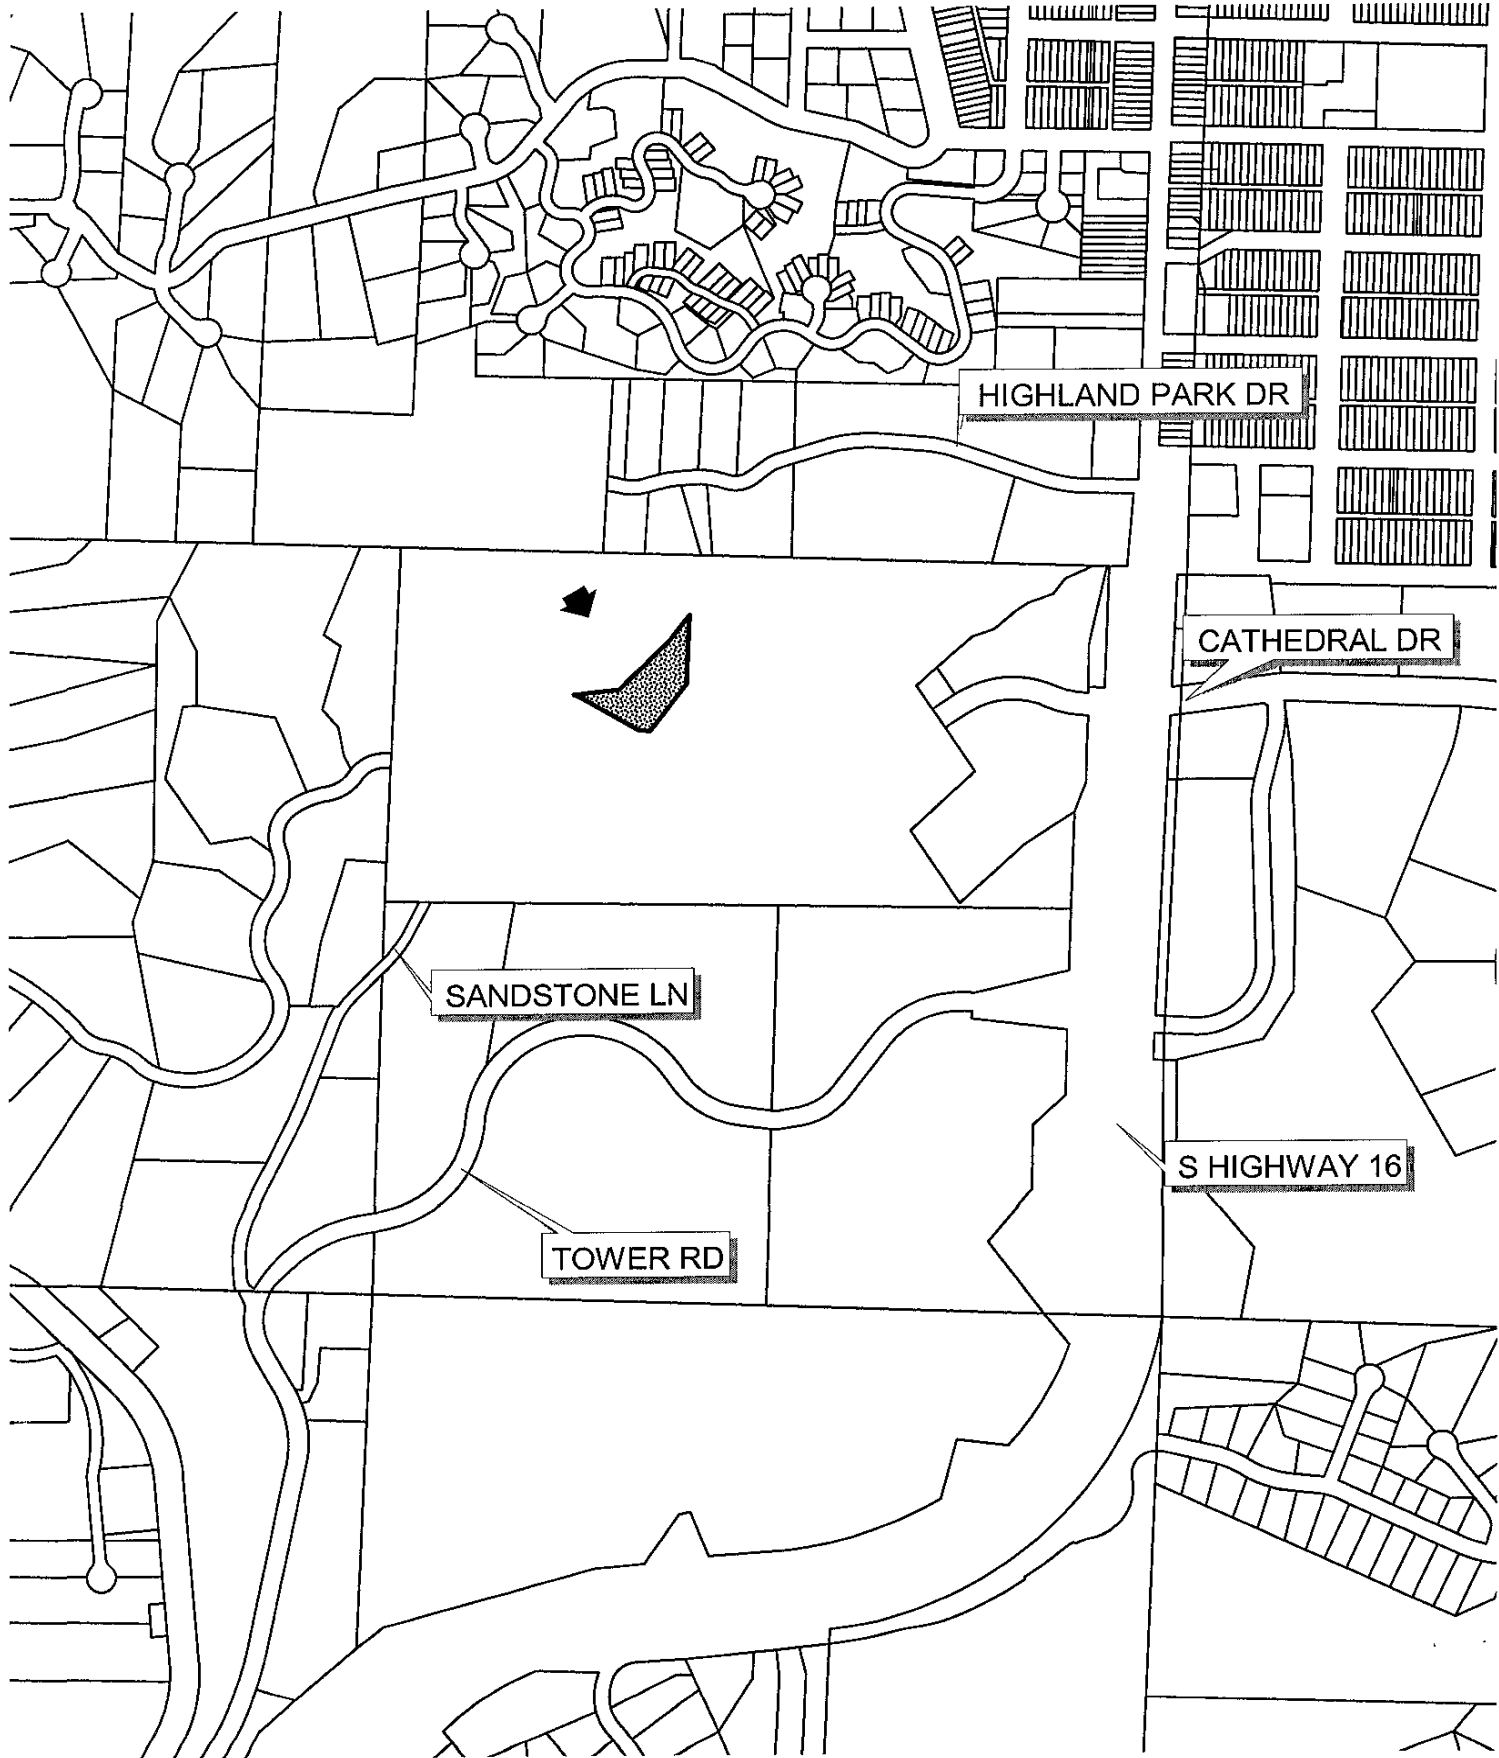 HIGHLAND PARK DR
CATHEDRAL DR
SANDSTONE LN
S HIGHWAY 16
TOWER RD